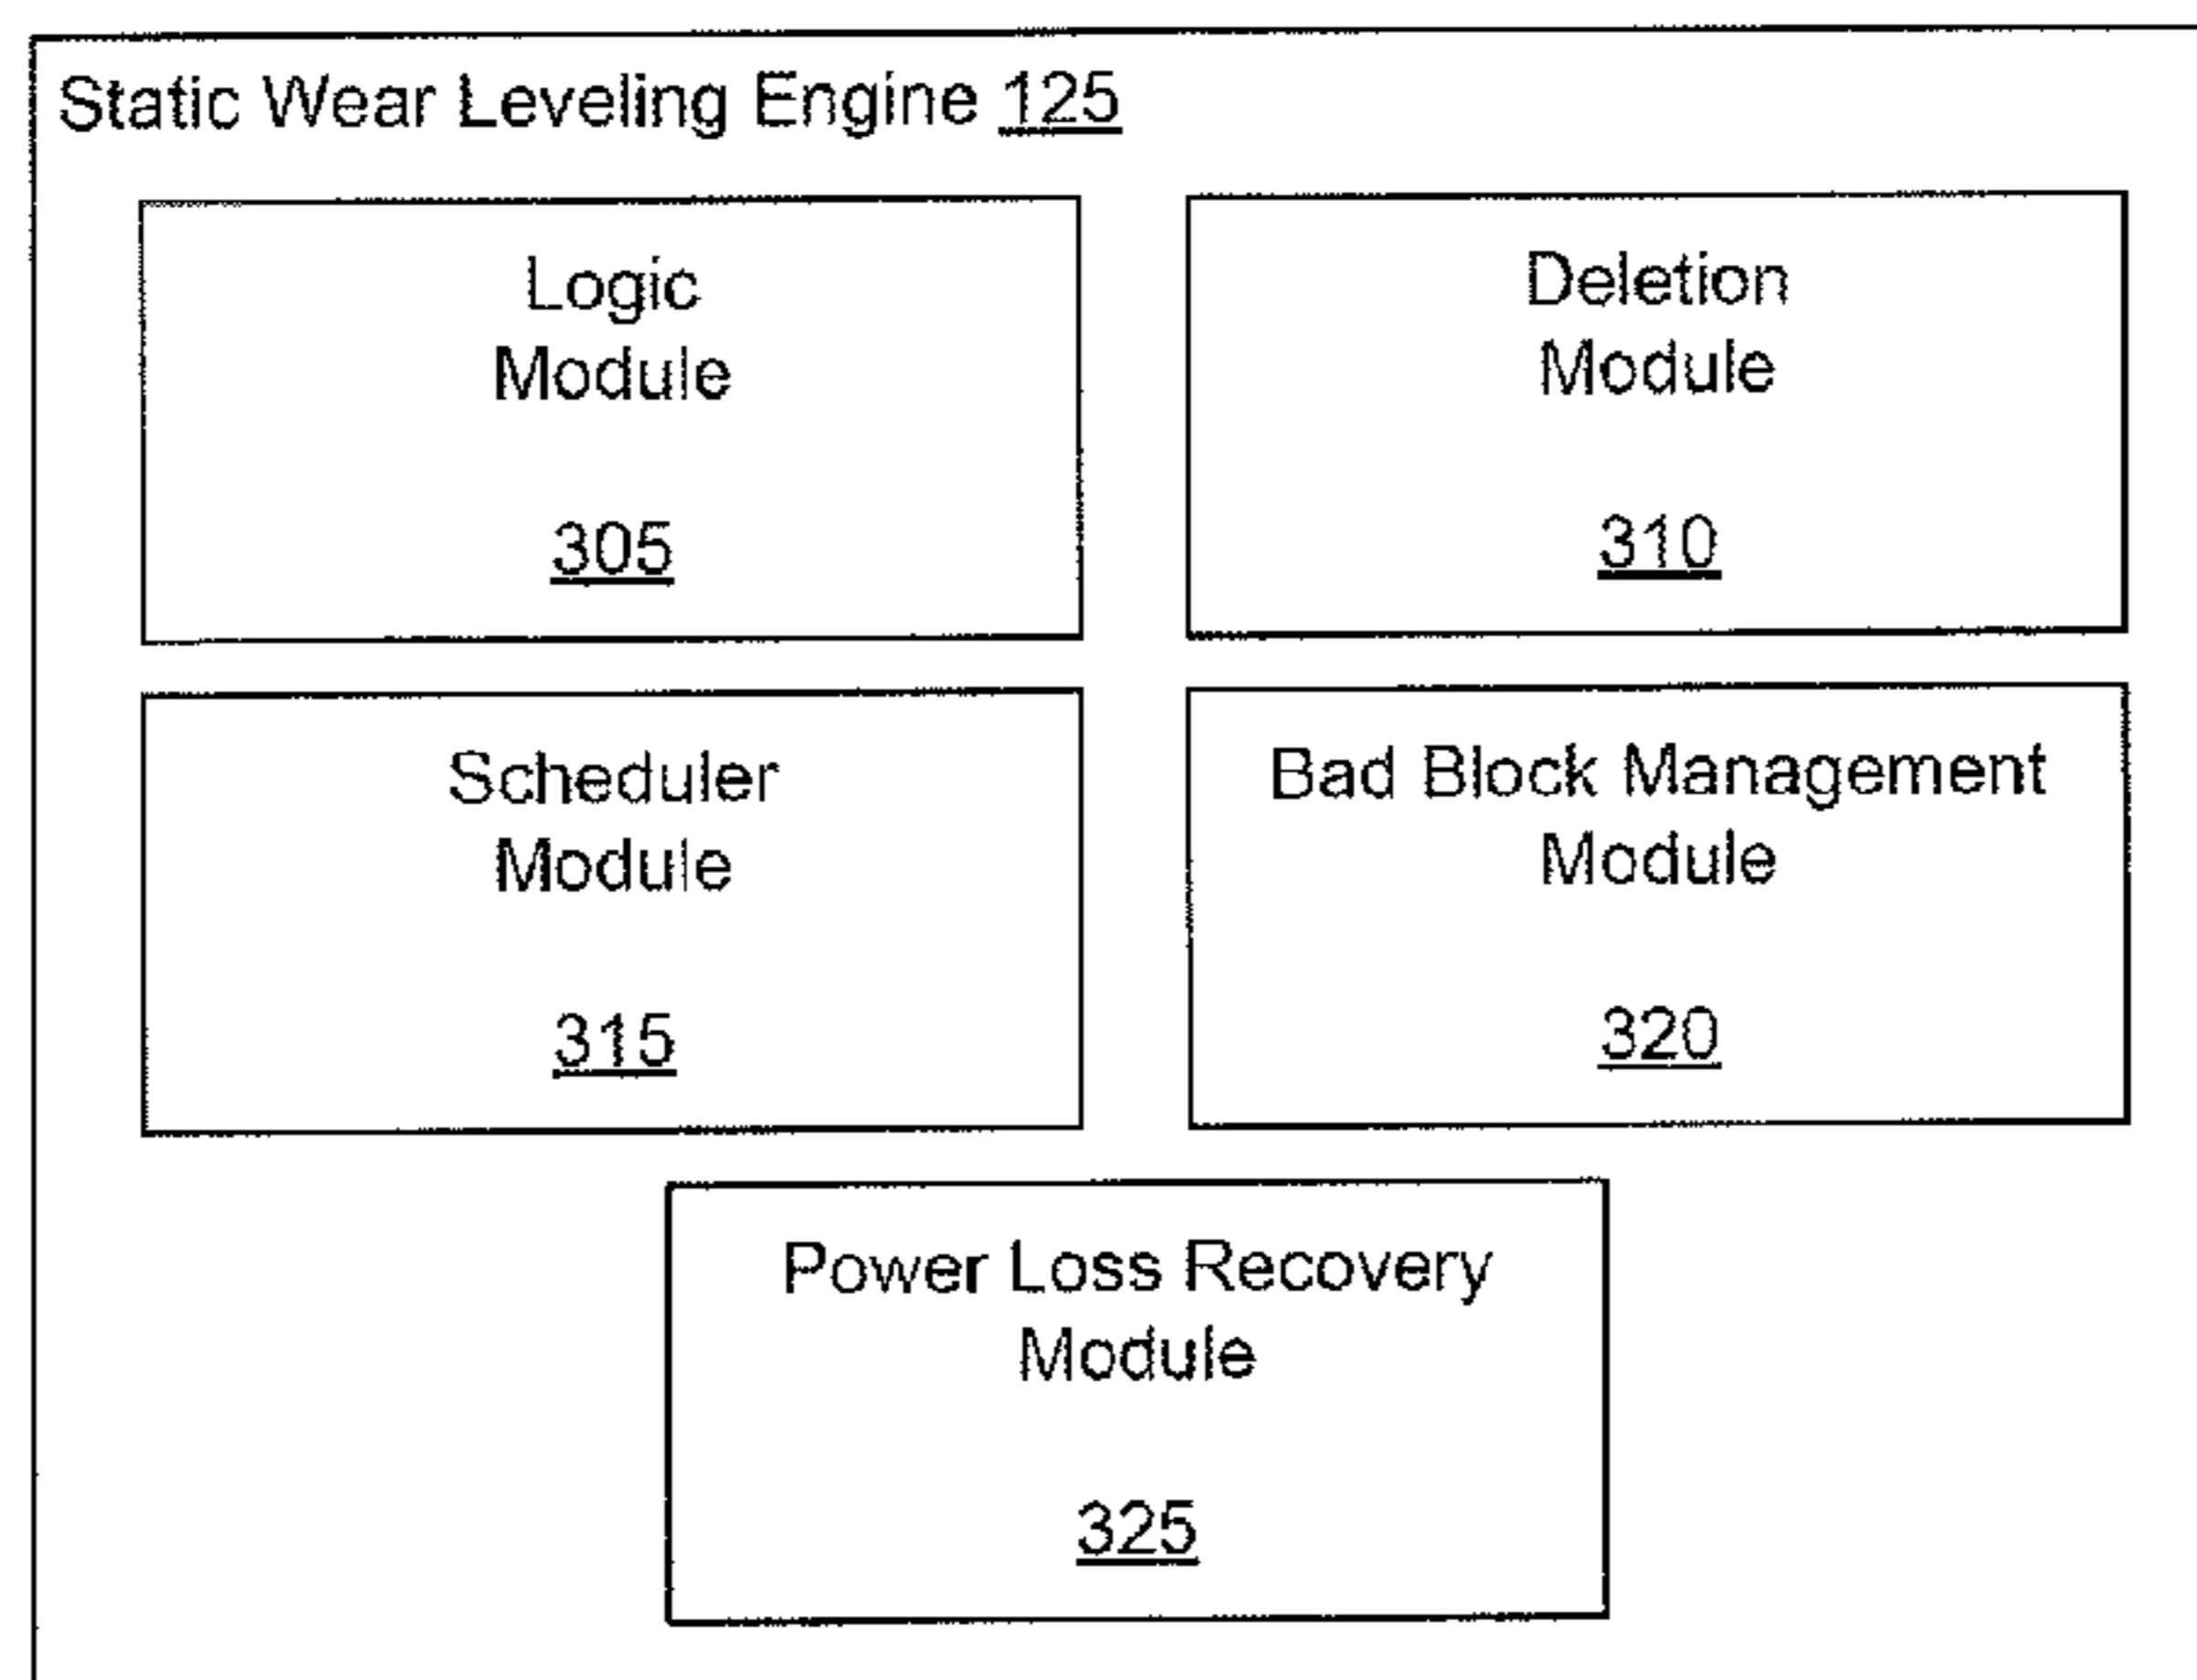 Static Wear Leveling Engine 125
Logic
Module
305
Deletion
Module
310
Scheduler
Module
315
Bad Block Management
Module
320
Power Loss Recovery
Module
325